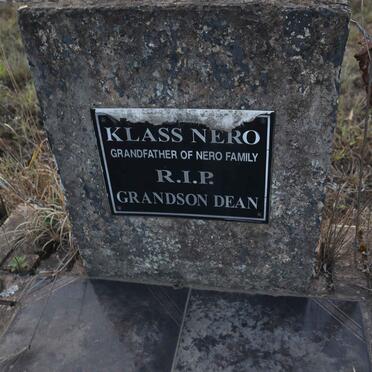 KLASS NERO
GRANDFATHER OF NERO FAMILY
R.I.P.
GRANDSON DEAN